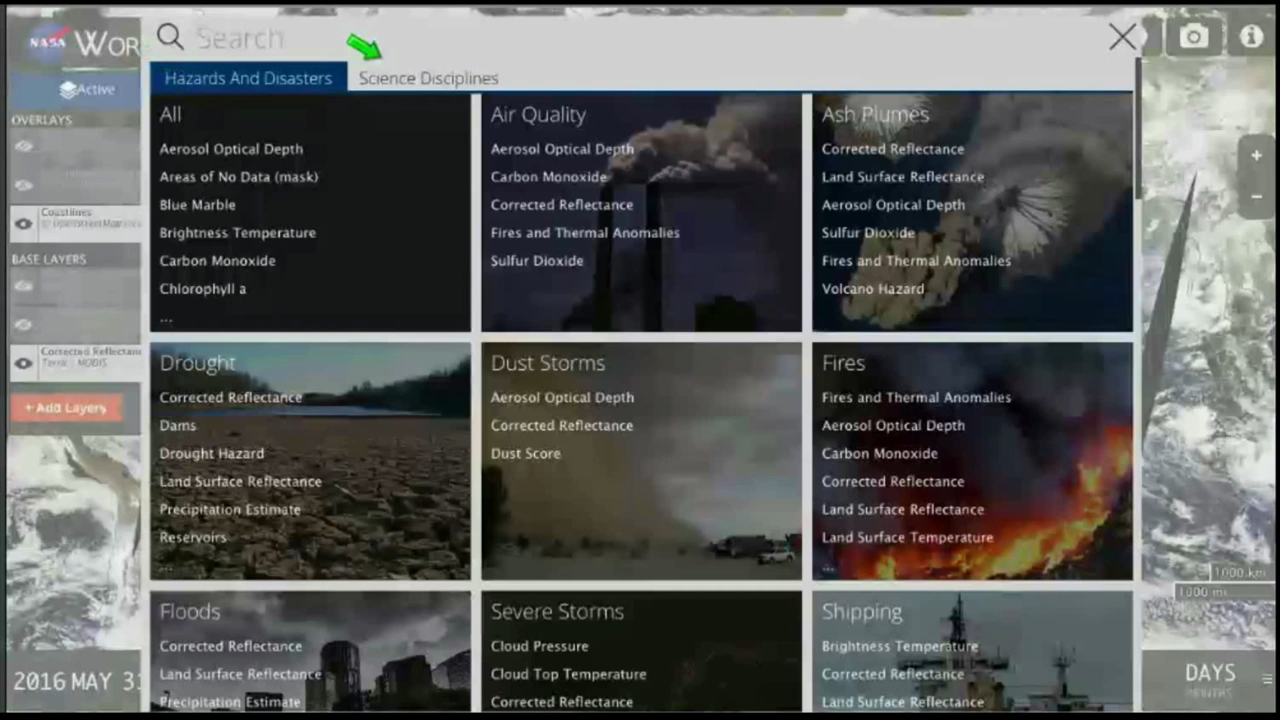 NASA
WOR
Active
OVERLAYS
Coastlines
BASE LAYERS
Corrected Reflectanc
Terra / MODIS
+ Add Layers
2016 MAY 31
Search
Hazards And Disasters
Science Disciplines
All
Aerosol Optical Depth
Areas of No Data (mask)
Blue Marble
Brightness Temperature
Carbon Monoxide
Chlorophyll a
...
Air Quality
Aerosol Optical Depth
Carbon Monoxide
Corrected Reflectance
Fires and Thermal Anomalies
Sulfur Dioxide
Ash Plumes
Corrected Reflectance
Land Surface Reflectance
Aerosol Optical Depth
Sulfur Dioxide
Fires and Thermal Anomalies
Volcano Hazard
Drought
Corrected Reflectance
Dams
Drought Hazard
Land Surface Reflectance
Precipitation Estimate
Reservoirs
...
Dust Storms
Aerosol Optical Depth
Corrected Reflectance
Dust Score
Fires
Fires and Thermal Anomalies
Aerosol Optical Depth
Carbon Monoxide
Corrected Reflectance
Land Surface Reflectance
Land Surface Temperature
...
Floods
Corrected Reflectance
Land Surface Reflectance
Precipitation Estimate
Severe Storms
Cloud Pressure
Cloud Top Temperature
Corrected Reflectance
Shipping
Brightness Temperature
Corrected Reflectance
Land Surface Reflectance
+
-
1000 km
1000 mi
DAYS
MONTHS